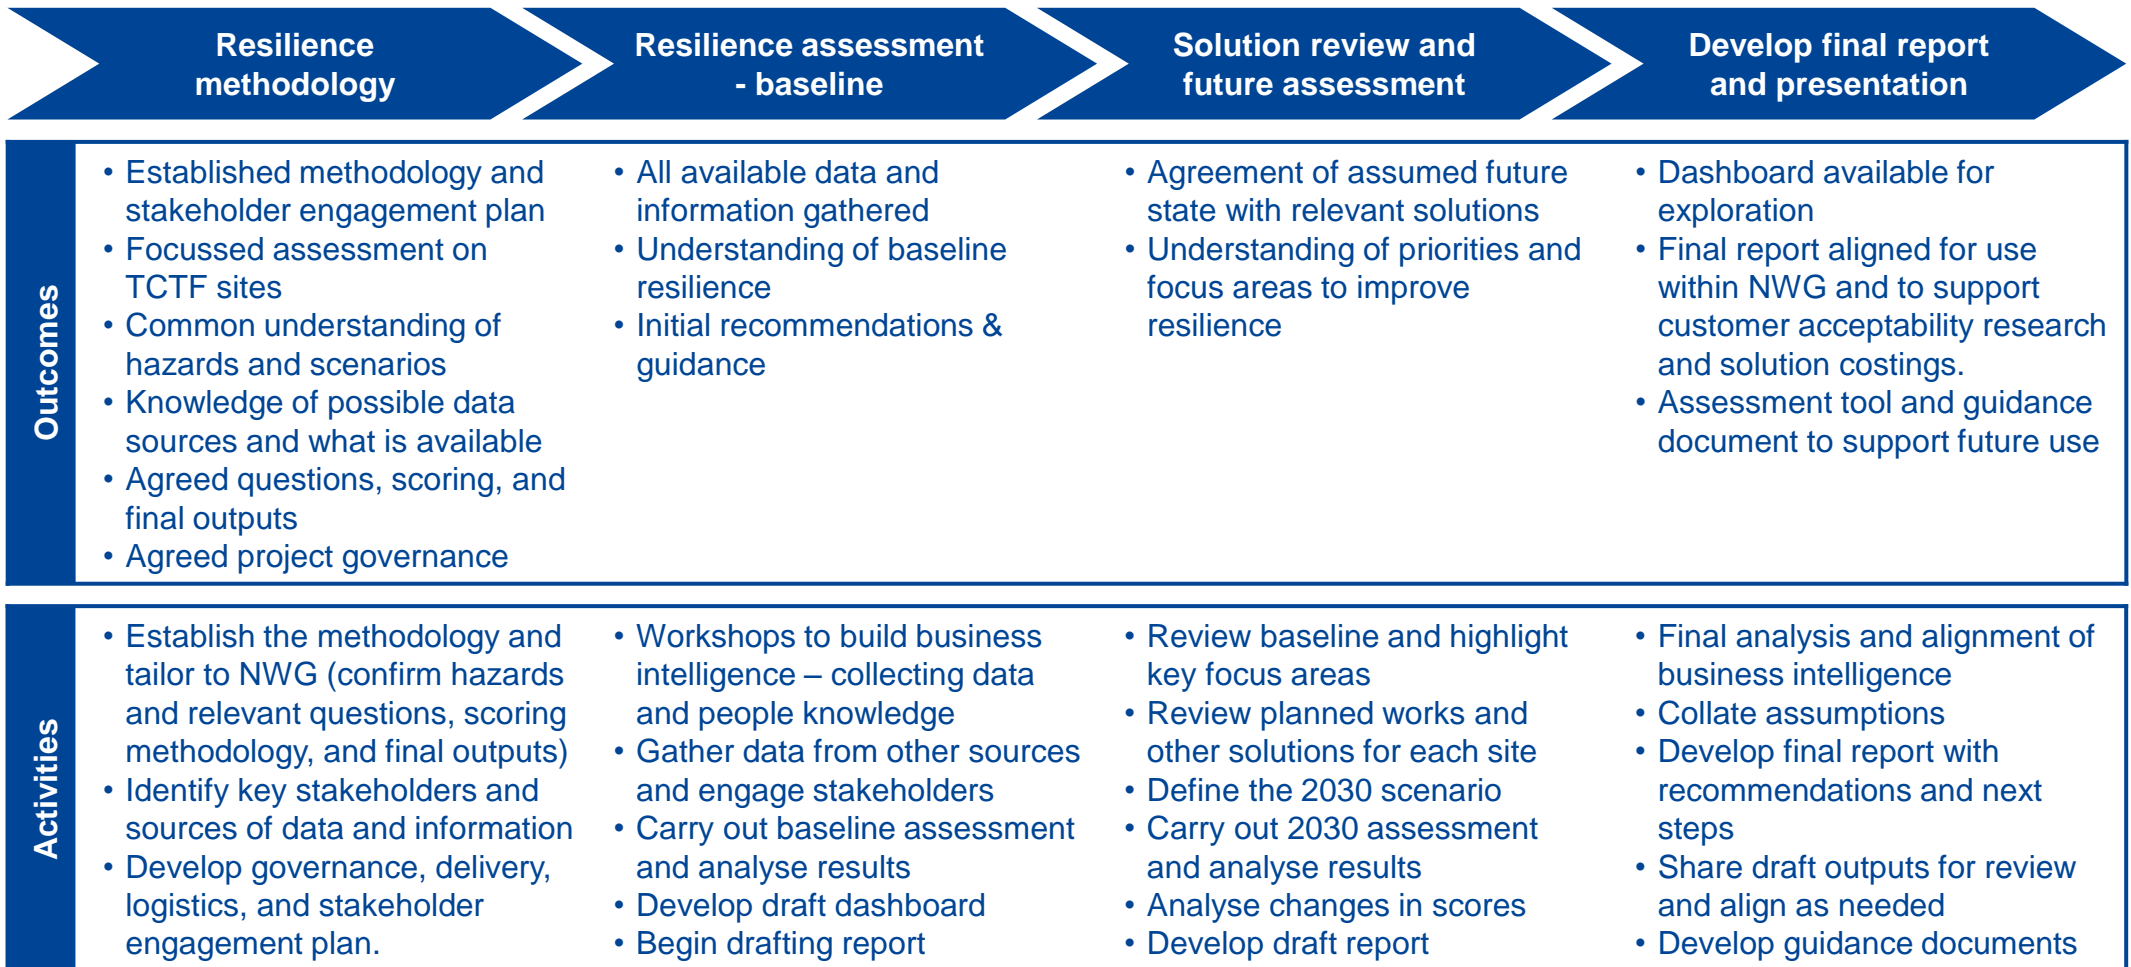 Resilience
methodology
Resilience assessment
- baseline
Solution review and
future assessment
Develop final report
and presentation
Outcomes
• Established methodology and
stakeholder engagement plan
• Focussed assessment on
TCTF sites
• Common understanding of
hazards and scenarios
• Knowledge of possible data
sources and what is available
• Agreed questions, scoring, and
final outputs
• Agreed project governance
• All available data and
information gathered
• Understanding of baseline
resilience
• Initial recommendations &
guidance
• Agreement of assumed future
state with relevant solutions
• Understanding of priorities and
focus areas to improve
resilience
• Dashboard available for
exploration
• Final report aligned for use
within NWG and to support
customer acceptability research
and solution costings.
• Assessment tool and guidance
document to support future use
Activities
• Establish the methodology and
tailor to NWG (confirm hazards
and relevant questions, scoring
methodology, and final outputs)
• Identify key stakeholders and
sources of data and information
• Develop governance, delivery,
logistics, and stakeholder
engagement plan.
• Workshops to build business
intelligence – collecting data
and people knowledge
• Gather data from other sources
and engage stakeholders
• Carry out baseline assessment
and analyse results
• Develop draft dashboard
• Begin drafting report
• Review baseline and highlight
key focus areas
• Review planned works and
other solutions for each site
• Define the 2030 scenario
• Carry out 2030 assessment
and analyse results
• Analyse changes in scores
• Develop draft report
• Final analysis and alignment of
business intelligence
• Collate assumptions
• Develop final report with
recommendations and next
steps
• Share draft outputs for review
and align as needed
• Develop guidance documents